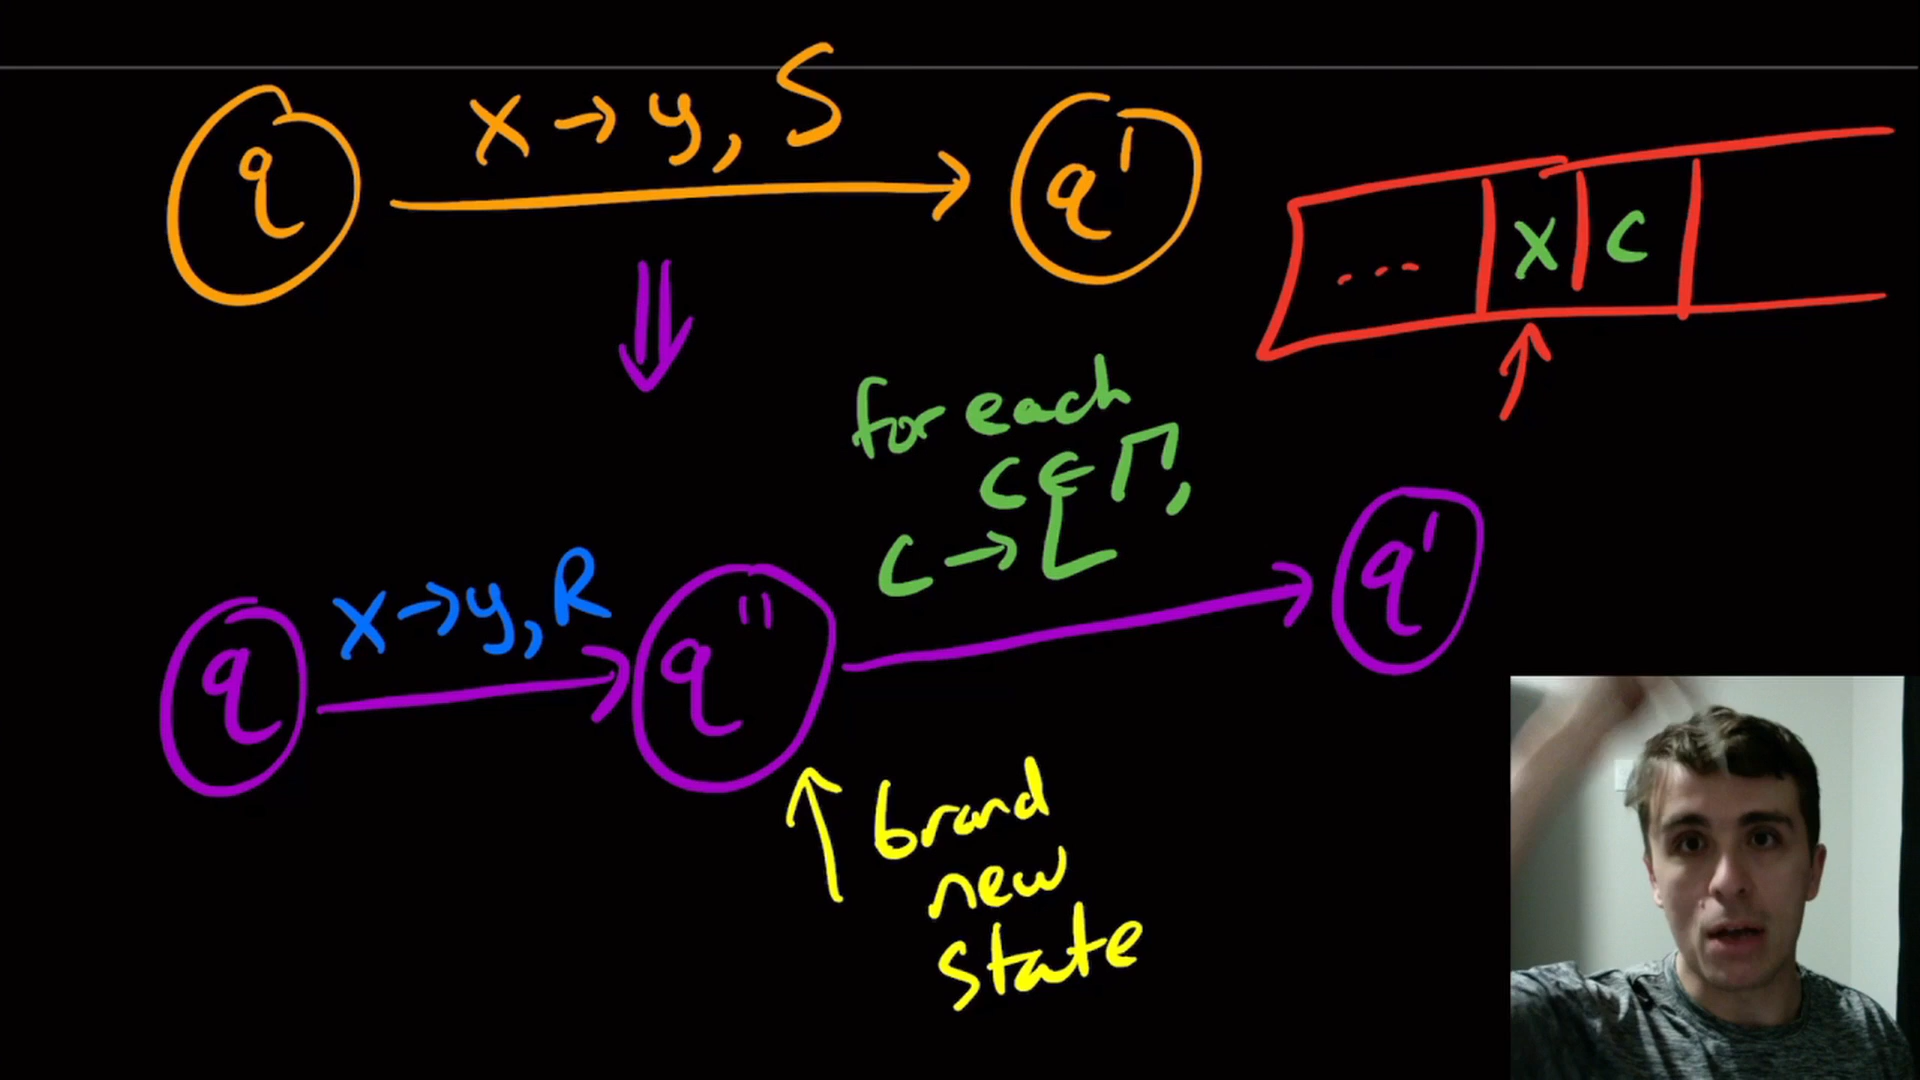 q x→y, S q'
... x c
for each
c ∈ Γ,
c → L
q x→y, R q'' q'
brand
new
state